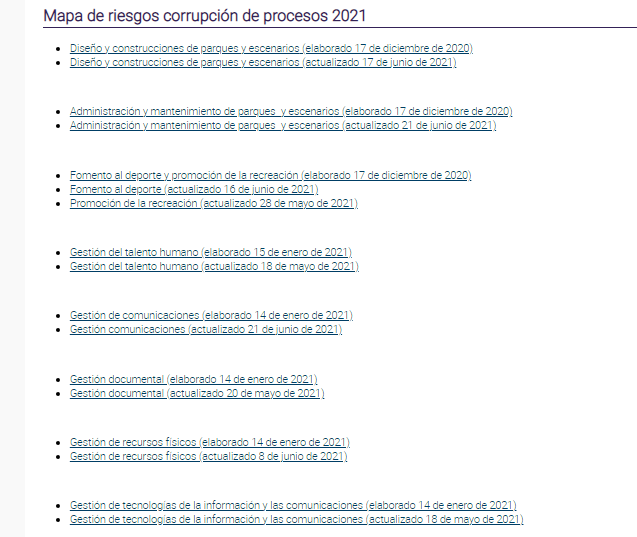 Mapa de riesgos corrupción de procesos 2021
Diseño y construcciones de parques y escenarios (elaborado 17 de diciembre de 2020)
Diseño y construcciones de parques y escenarios (actualizado 17 de junio de 2021)
Administración y mantenimiento de parques y escenarios (elaborado 17 de diciembre de 2020)
Administración y mantenimiento de parques y escenarios (actualizado 21 de junio de 2021)
Fomento al deporte y promoción de la recreación (elaborado 17 de diciembre de 2020)
Fomento al deporte (actualizado 16 de junio de 2021)
Promoción de la recreación (actualizado 28 de mayo de 2021)
Gestión del talento humano (elaborado 15 de enero de 2021)
Gestión del talento humano (actualizado 18 de mayo de 2021)
Gestión de comunicaciones (elaborado 14 de enero de 2021)
Gestión comunicaciones (actualizado 21 de junio de 2021)
Gestión documental (elaborado 14 de enero de 2021)
Gestión documental (actualizado 20 de mayo de 2021)
Gestión de recursos físicos (elaborado 14 de enero de 2021)
Gestión de recursos físicos (actualizado 8 de junio de 2021)
Gestión de tecnologías de la información y las comunicaciones (elaborado 14 de enero de 2021)
Gestión de tecnologías de la información y las comunicaciones (actualizado 18 de mayo de 2021)